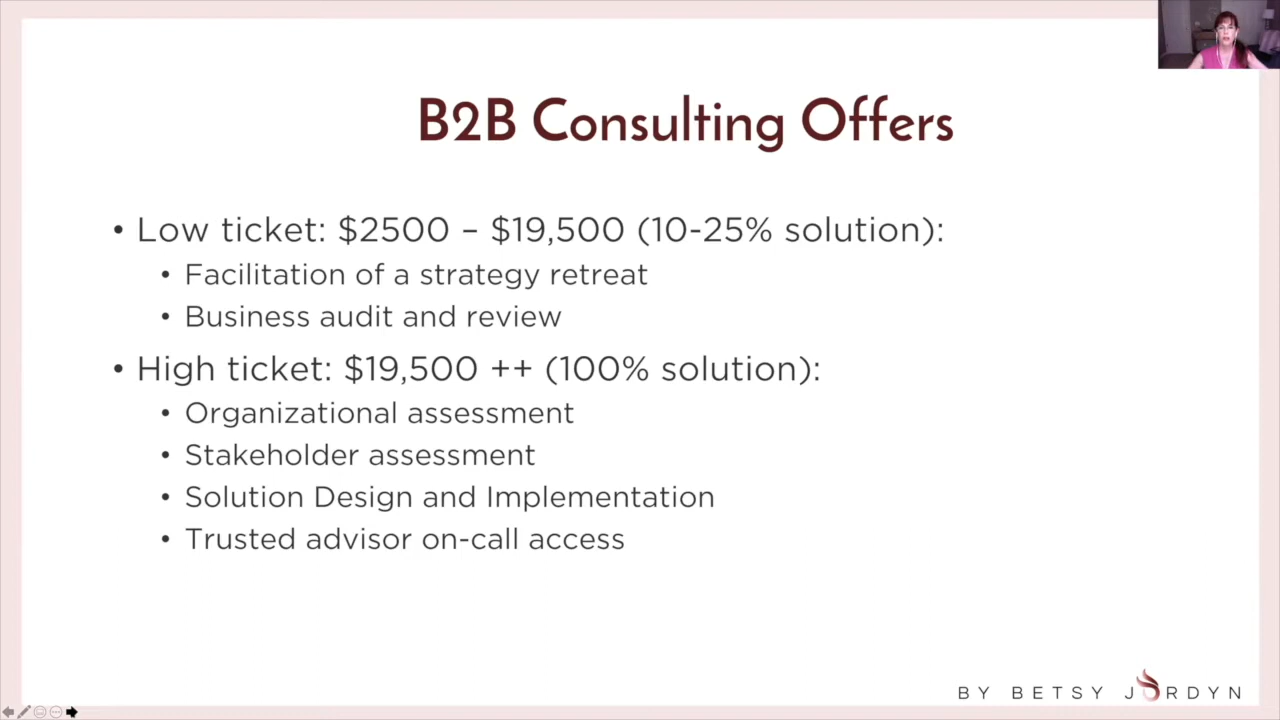 B2B Consulting Offers
• Low ticket: $2500 – $19,500 (10-25% solution):
• Facilitation of a strategy retreat
• Business audit and review
• High ticket: $19,500 ++ (100% solution):
• Organizational assessment
• Stakeholder assessment
• Solution Design and Implementation
• Trusted advisor on-call access
BY BETSY JORDYN